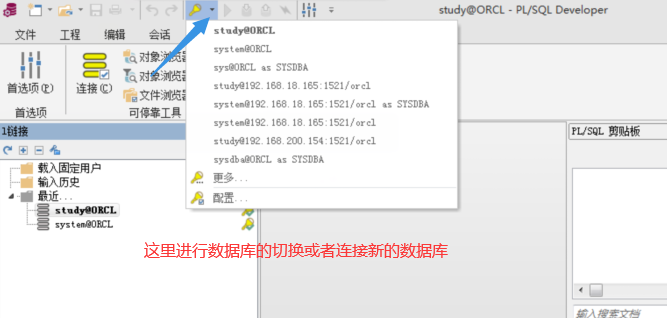 study@ORCL - PL/SQL Developer
文件 工程 编辑 会话
study@ORCL
system@ORCL
sys@ORCL as SYSDBA
study@192.168.18.165:1521/orcl
system@192.168.18.165:1521/orcl as SYSDBA
system@192.168.18.165:1521/orcl
study@192.168.200.154:1521/orcl
sysdba@ORCL as SYSDBA
更多...
配置...
首选项(P)
连接(C)
对象浏览器
对象浏览
文件浏览
首选项
可停靠工具
1链接
载入固定用户
输入历史
最近...
study@ORCL
system@ORCL
PL/SQL 剪贴板
这里进行数据库的切换或者连接新的数据库
输入搜索文档